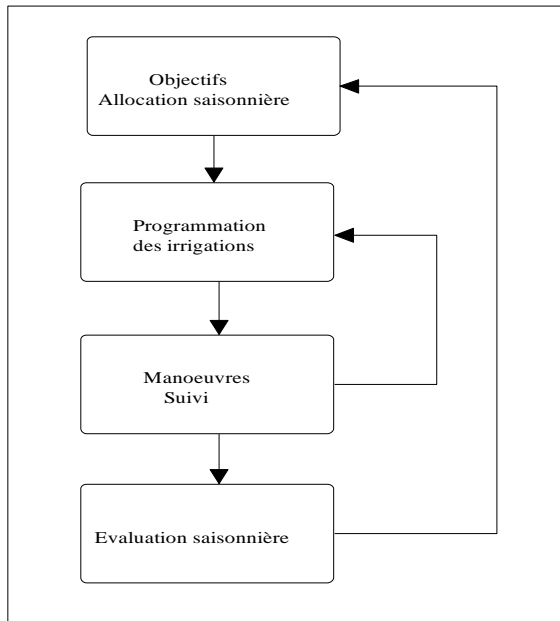 Objectifs
Allocation saisonnière
Programmation
des irrigations
Manoeuvres
Suivi
Evaluation saisonnière